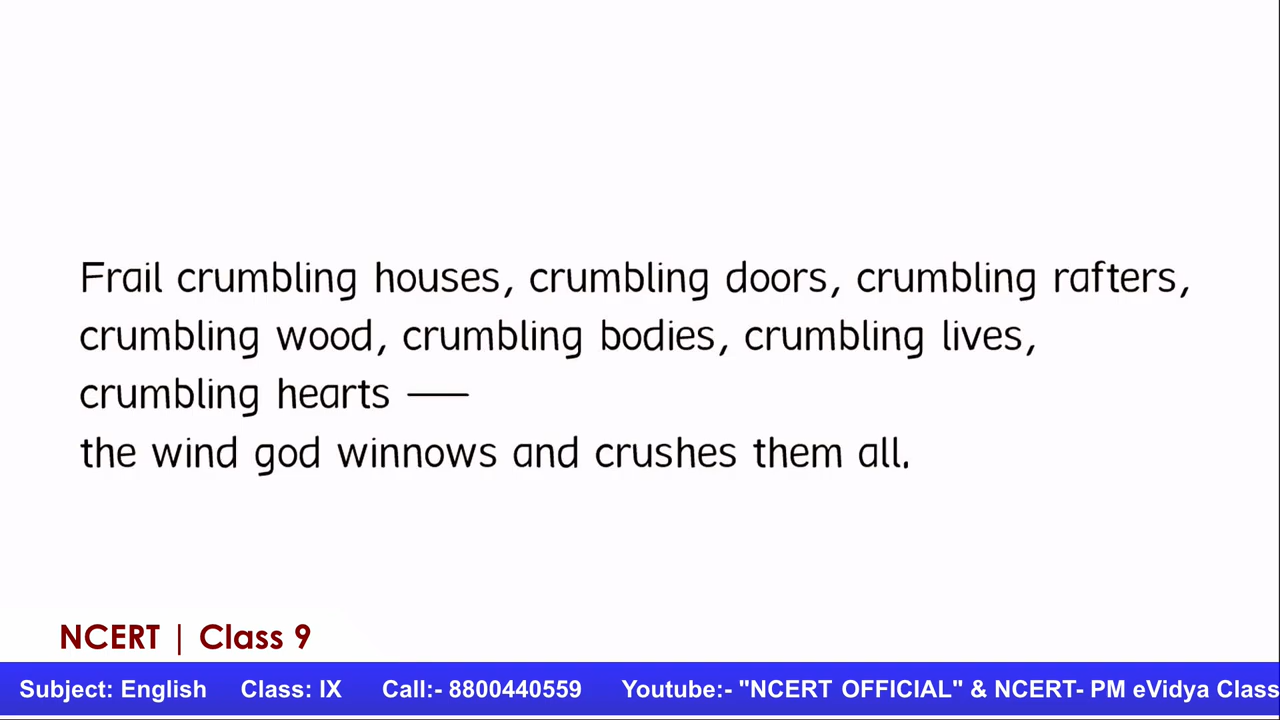 Frail crumbling houses, crumbling doors, crumbling rafters,
crumbling wood, crumbling bodies, crumbling lives,
crumbling hearts —
the wind god winnows and crushes them all.
NCERT | Class 9
Subject: English Class: IX Call:- 8800440559 Youtube:- "NCERT OFFICIAL" & NCERT- PM eVidya Class